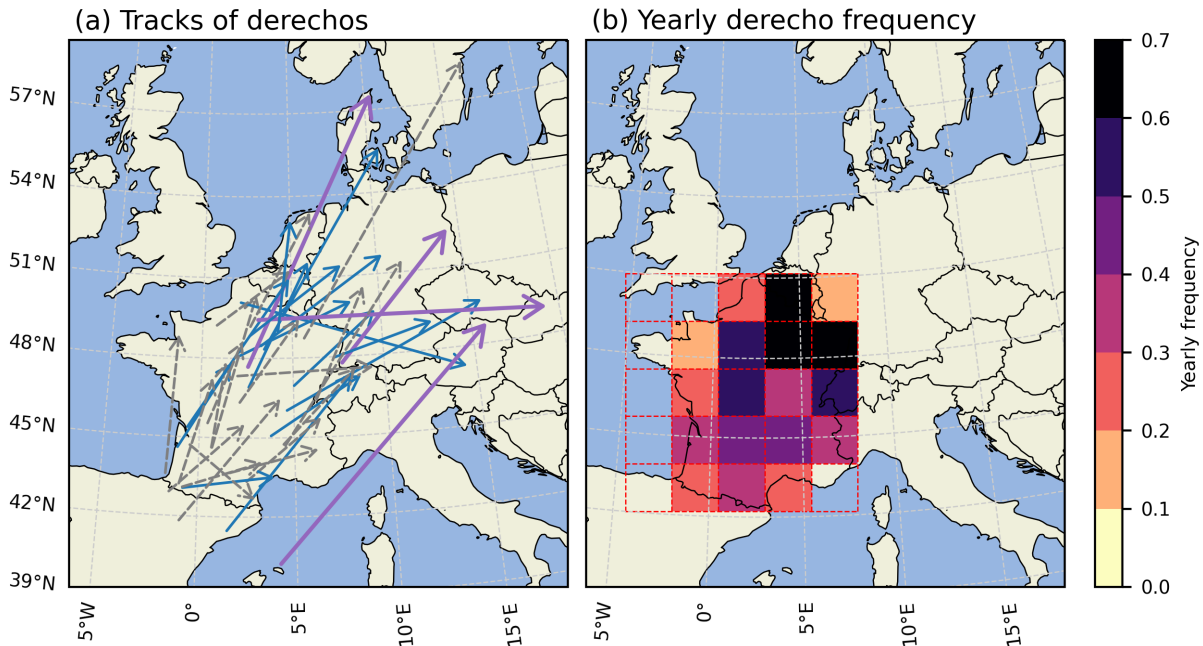 (a) Tracks of derechos
(b) Yearly derecho frequency
57°N
54°N
51°N
48°N
45°N
42°N
39°N
5°W
0°
5°E
10°E
15°E
5°W
0°
5°E
10°E
15°E
0.7
0.6
0.5
0.4
0.3
0.2
0.1
0.0
Yearly frequency